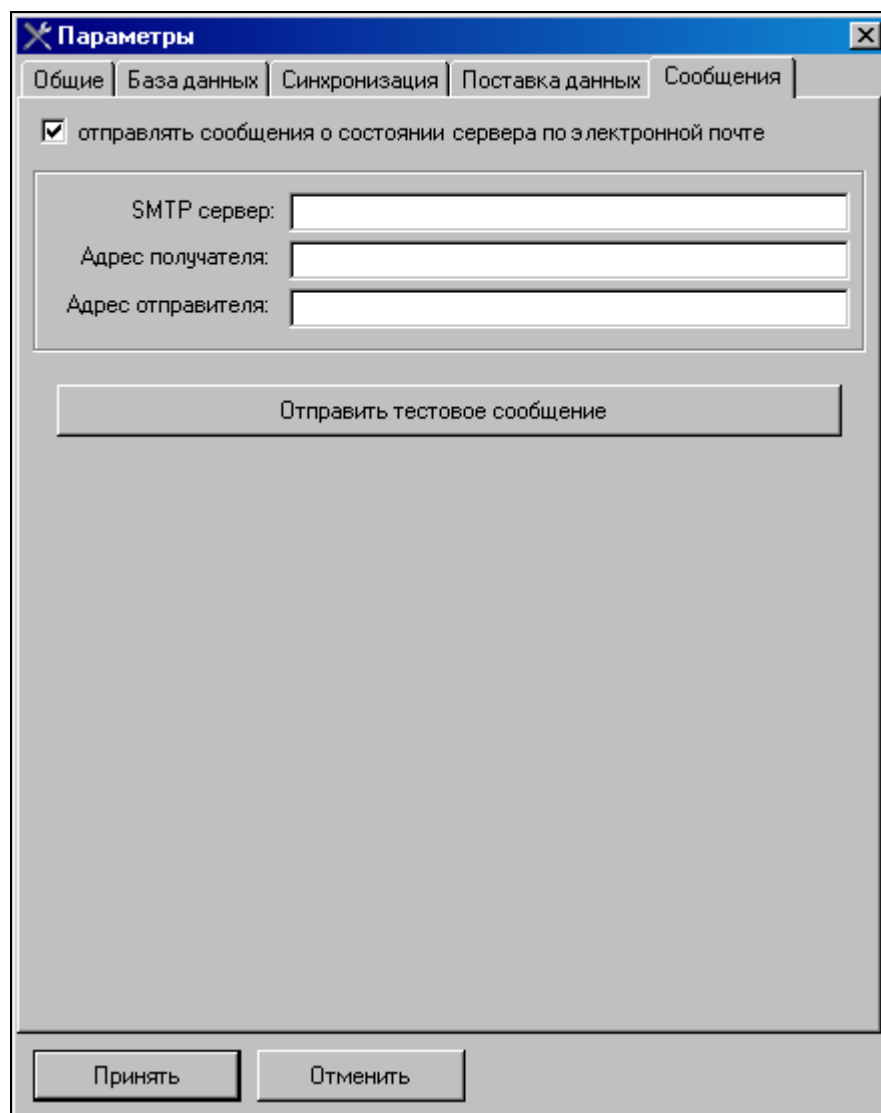 Параметры
Общие База данных Синхронизация Поставка данных Сообщения
отправлять сообщения о состоянии сервера по электронной почте
SMTP сервер:
Адрес получателя:
Адрес отправителя:
Отправить тестовое сообщение
Принять Отменить